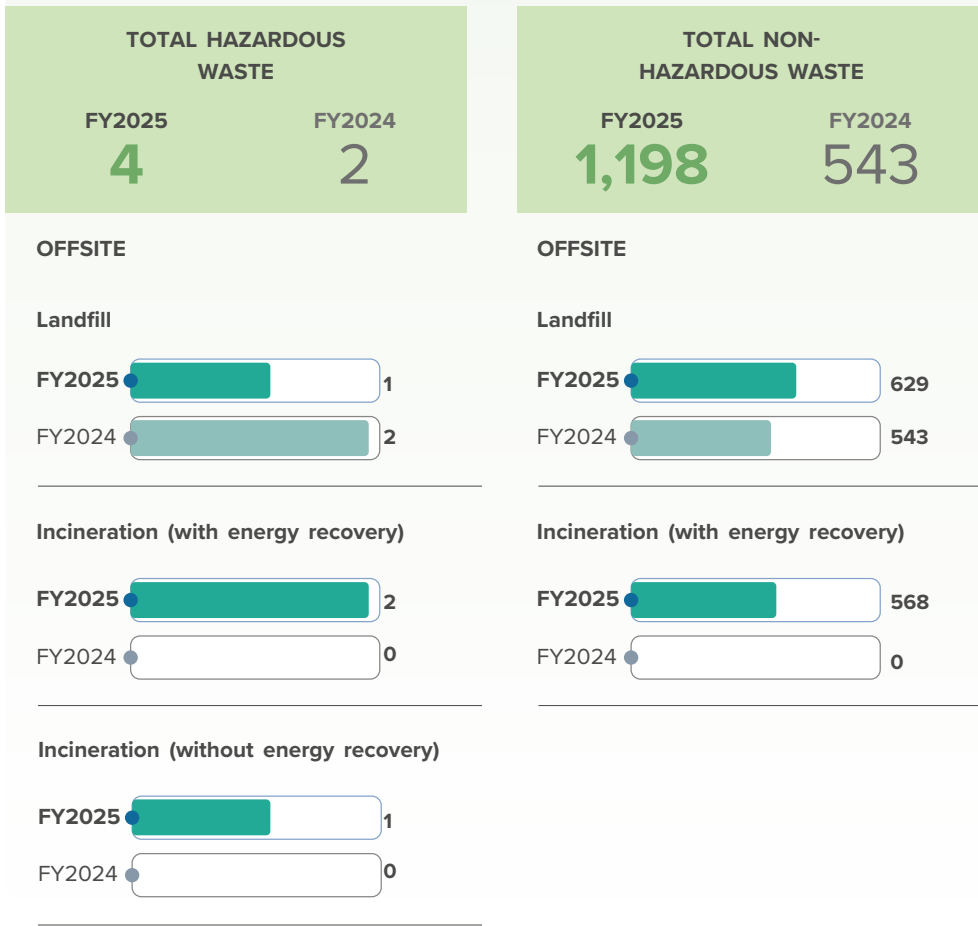 TOTAL HAZARDOUS
WASTE
FY2025 FY2024
4 2
OFFSITE
Landfill
FY2025 1
FY2024 2
Incineration (with energy recovery)
FY2025 2
FY2024 0
Incineration (without energy recovery)
FY2025 1
FY2024 0
TOTAL NON-
HAZARDOUS WASTE
FY2025 FY2024
1,198 543
OFFSITE
Landfill
FY2025 629
FY2024 543
Incineration (with energy recovery)
FY2025 568
FY2024 0